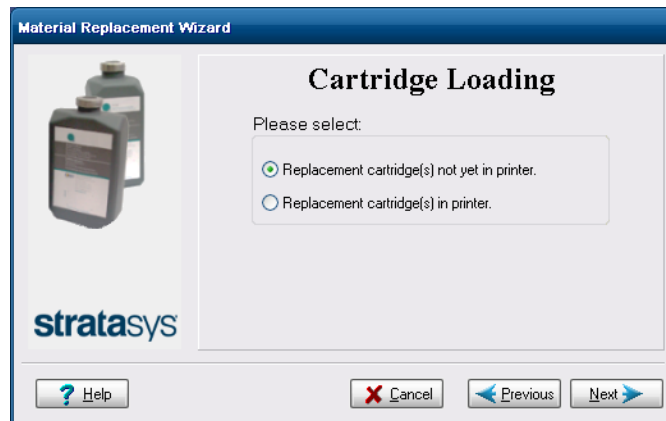 Material Replacement Wizard
Cartridge Loading
Please select:
Replacement cartridge(s) not yet in printer.
Replacement cartridge(s) in printer.
stratasys
? Help
Cancel
Previous
Next